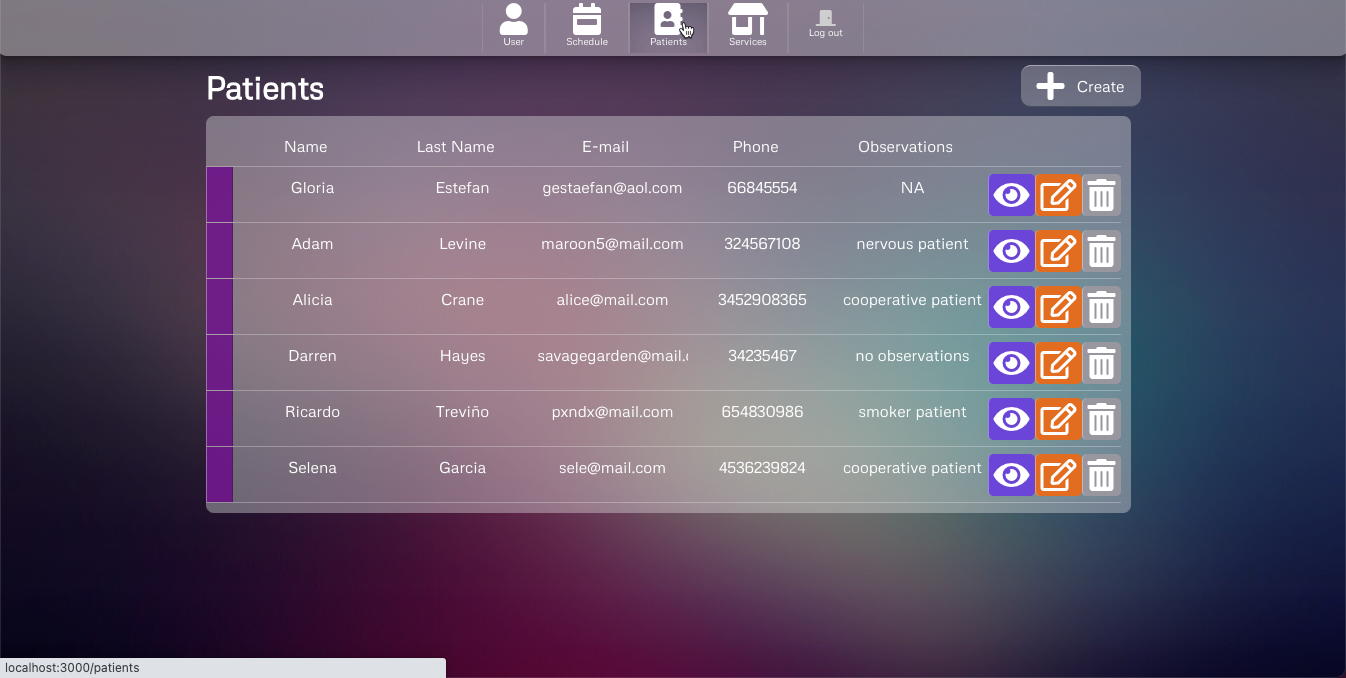 User Schedule Patients Services Log out
Patients
Create
Name Last Name E-mail Phone Observations
Gloria Estefan gestaefan@aol.com 66845554 NA
Adam Levine maroon5@mail.com 324567108 nervous patient
Alicia Crane alice@mail.com 3452908365 cooperative patient
Darren Hayes savagegarden@mail. 34235467 no observations
Ricardo Treviño pxndx@mail.com 654830986 smoker patient
Selena Garcia sele@mail.com 4536239824 cooperative patient
localhost:3000/patients